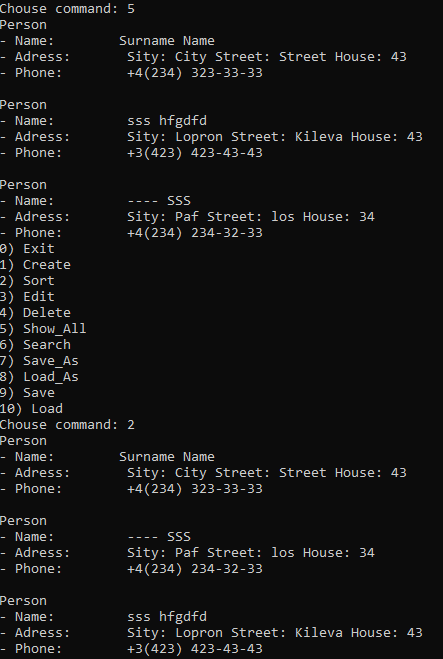 Chouse command: 5
Person
- Name:        Surname Name
- Adress:       Sity: City Street: Street House: 43
- Phone:        +4(234) 323-33-33

Person
- Name:         sss hfgdfd
- Adress:       Sity: Lopron Street: Kileva House: 43
- Phone:        +3(423) 423-43-43

Person
- Name:         ---- SSS
- Adress:       Sity: Paf Street: los House: 34
- Phone:        +4(234) 234-32-33
0) Exit
1) Create
2) Sort
3) Edit
4) Delete
5) Show_All
6) Search
7) Save_As
8) Load_As
9) Save
10) Load
Chouse command: 2
Person
- Name:        Surname Name
- Adress:       Sity: City Street: Street House: 43
- Phone:        +4(234) 323-33-33

Person
- Name:         ---- SSS
- Adress:       Sity: Paf Street: los House: 34
- Phone:        +4(234) 234-32-33

Person
- Name:         sss hfgdfd
- Adress:       Sity: Lopron Street: Kileva House: 43
- Phone:        +3(423) 423-43-43